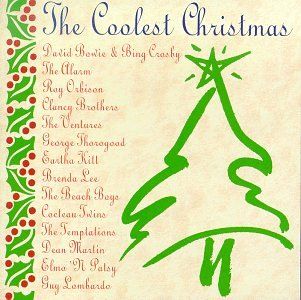 The Coolest Christmas
David Bowie & Bing Crosby
The Alarm
Roy Orbison
Clancy Brothers
The Ventures
George Thorogood
Eartha Kitt
Brenda Lee
The Beach Boys
Cocteau Twins
The Temptations
Dean Martin
Elmo 'N Patsy
Guy Lombardo